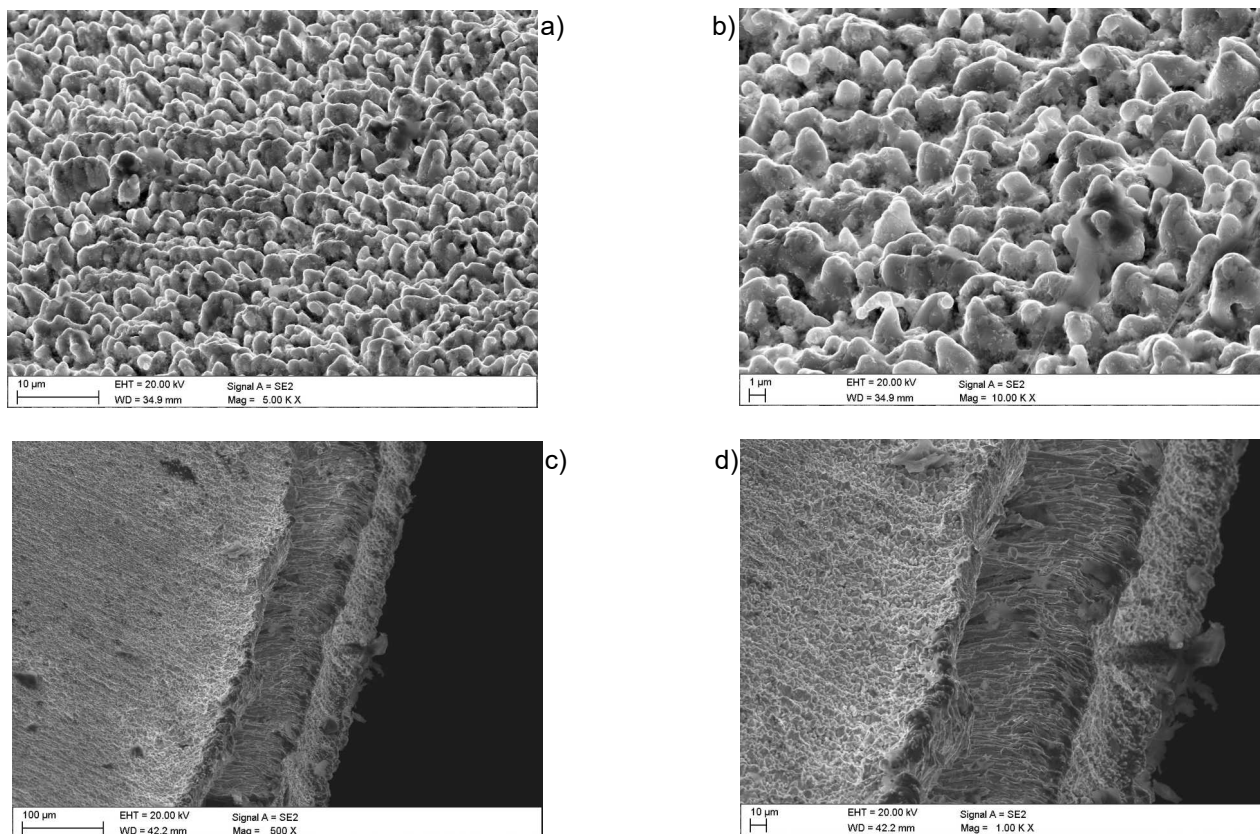 a)
b)
10 µm
EHT = 20.00 kV
Signal A = SE2
WD = 34.9 mm
Mag = 5.00 K X
1 µm
EHT = 20.00 kV
Signal A = SE2
WD = 34.9 mm
Mag = 10.00 K X
c)
d)
100 µm
EHT = 20.00 kV
Signal A = SE2
WD = 42.2 mm
Mag = 500 X
10 µm
EHT = 20.00 kV
Signal A = SE2
WD = 42.2 mm
Mag = 1.00 K X